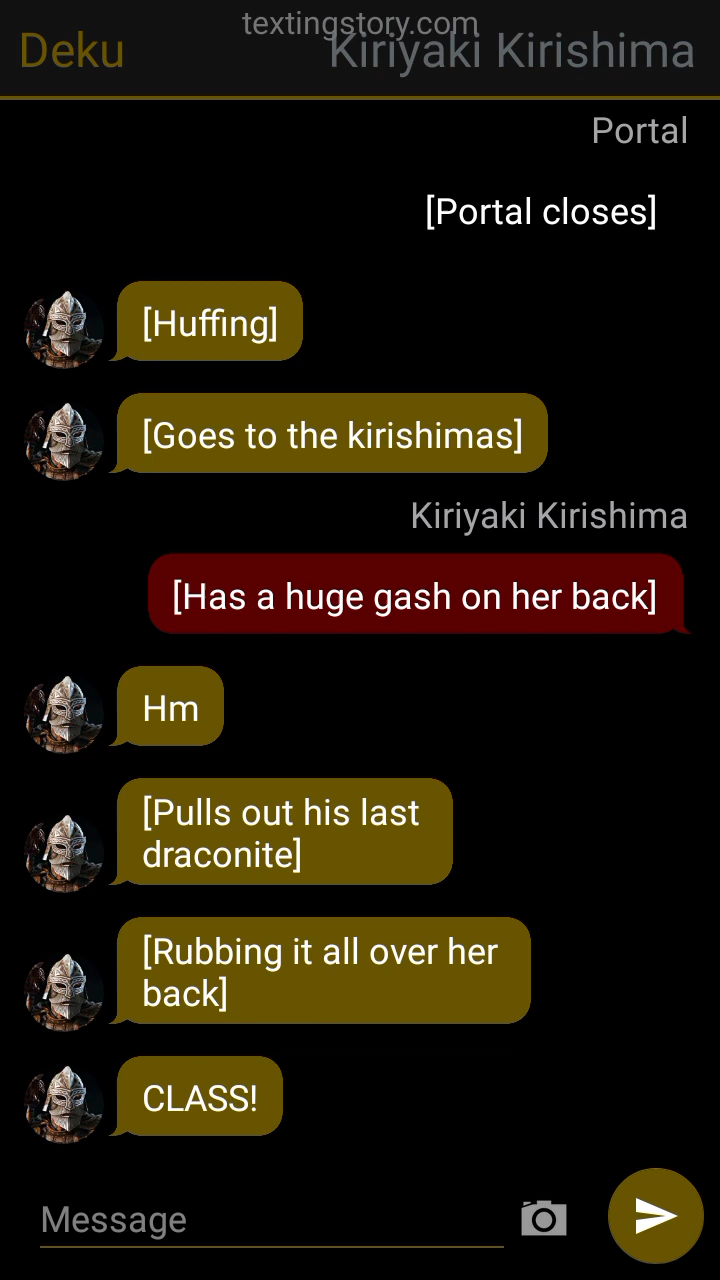 textingstory.com
Deku
Kiriyaki Kirishima
Portal
[Portal closes]
[Huffing]
[Goes to the kirishimas]
Kiriyaki Kirishima
[Has a huge gash on her back]
Hm
[Pulls out his last
draconite]
[Rubbing it all over her
back]
CLASS!
Message